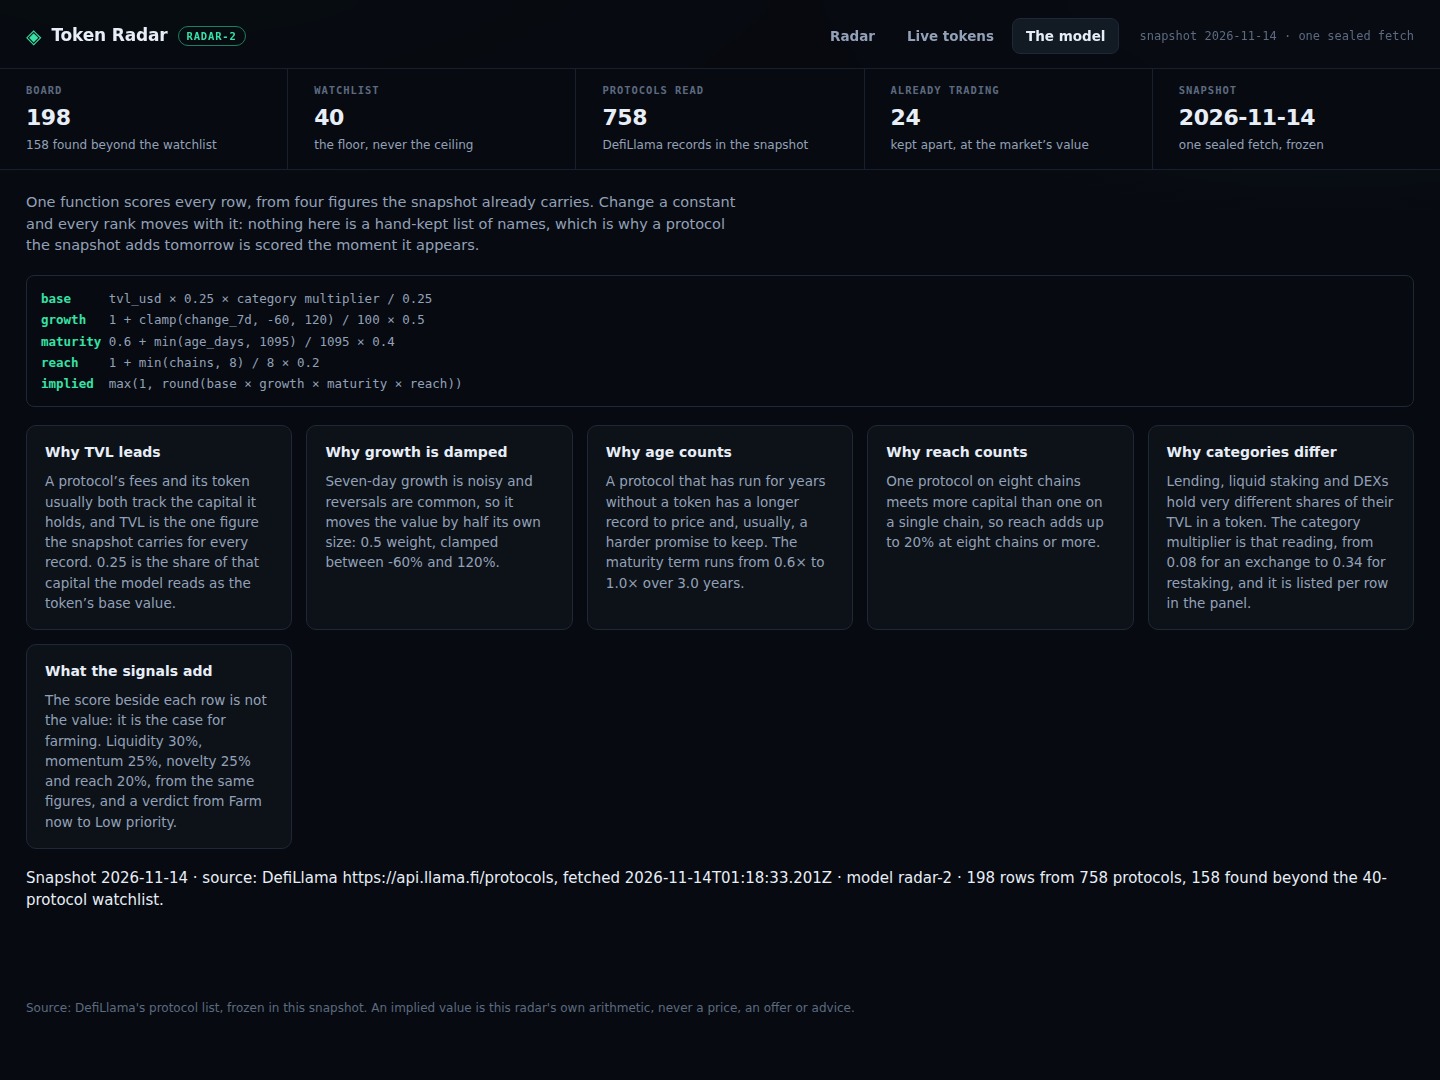 ◈ Token Radar RADAR-2
Radar Live tokens The model snapshot 2026-11-14 · one sealed fetch
BOARD
198
158 found beyond the watchlist
WATCHLIST
40
the floor, never the ceiling
PROTOCOLS READ
758
DefiLlama records in the snapshot
ALREADY TRADING
24
kept apart, at the market’s value
SNAPSHOT
2026-11-14
one sealed fetch, frozen
One function scores every row, from four figures the snapshot already carries. Change a constant
and every rank moves with it: nothing here is a hand-kept list of names, which is why a protocol
the snapshot adds tomorrow is scored the moment it appears.
base tvl_usd × 0.25 × category multiplier / 0.25
growth 1 + clamp(change_7d, -60, 120) / 100 × 0.5
maturity 0.6 + min(age_days, 1095) / 1095 × 0.4
reach 1 + min(chains, 8) / 8 × 0.2
implied max(1, round(base × growth × maturity × reach))
Why TVL leads
A protocol’s fees and its token
usually both track the capital it
holds, and TVL is the one figure
the snapshot carries for every
record. 0.25 is the share of that
capital the model reads as the
token’s base value.
Why growth is damped
Seven-day growth is noisy and
reversals are common, so it
moves the value by half its own
size: 0.5 weight, clamped
between -60% and 120%.
Why age counts
A protocol that has run for years
without a token has a longer
record to price and, usually, a
harder promise to keep. The
maturity term runs from 0.6× to
1.0× over 3.0 years.
Why reach counts
One protocol on eight chains
meets more capital than one on
a single chain, so reach adds up
to 20% at eight chains or more.
Why categories differ
Lending, liquid staking and DEXs
hold very different shares of their
TVL in a token. The category
multiplier is that reading, from
0.08 for an exchange to 0.34 for
restaking, and it is listed per row
in the panel.
What the signals add
The score beside each row is not
the value: it is the case for
farming. Liquidity 30%,
momentum 25%, novelty 25%
and reach 20%, from the same
figures, and a verdict from Farm
now to Low priority.
Snapshot 2026-11-14 · source: DefiLlama https://api.llama.fi/protocols, fetched 2026-11-14T01:18:33.201Z · model radar-2 · 198 rows from 758 protocols, 158 found beyond the 40-
protocol watchlist.
Source: DefiLlama's protocol list, frozen in this snapshot. An implied value is this radar's own arithmetic, never a price, an offer or advice.